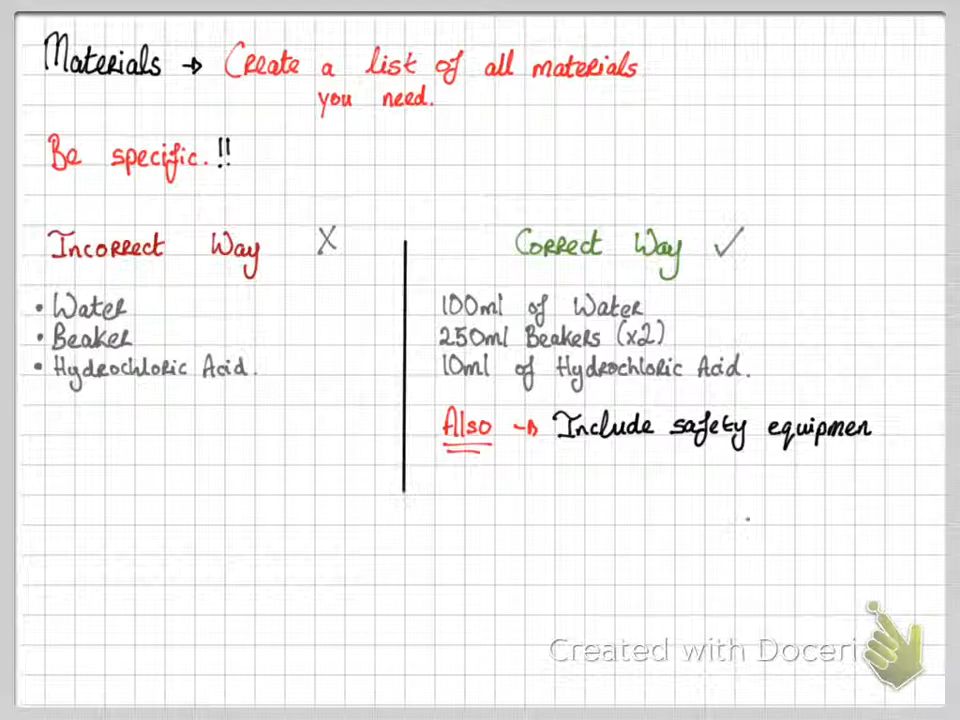 Materials → Create a list of all materials
you need.
Be specific.!!
Incorrect Way X
• Water
• Beaker
• Hydrochloric Acid.
Correct Way ✓
100ml of Water
250ml Beakers (x2)
10ml of Hydrochloric Acid.
Also → Include safety equipmen
Created with Doceri